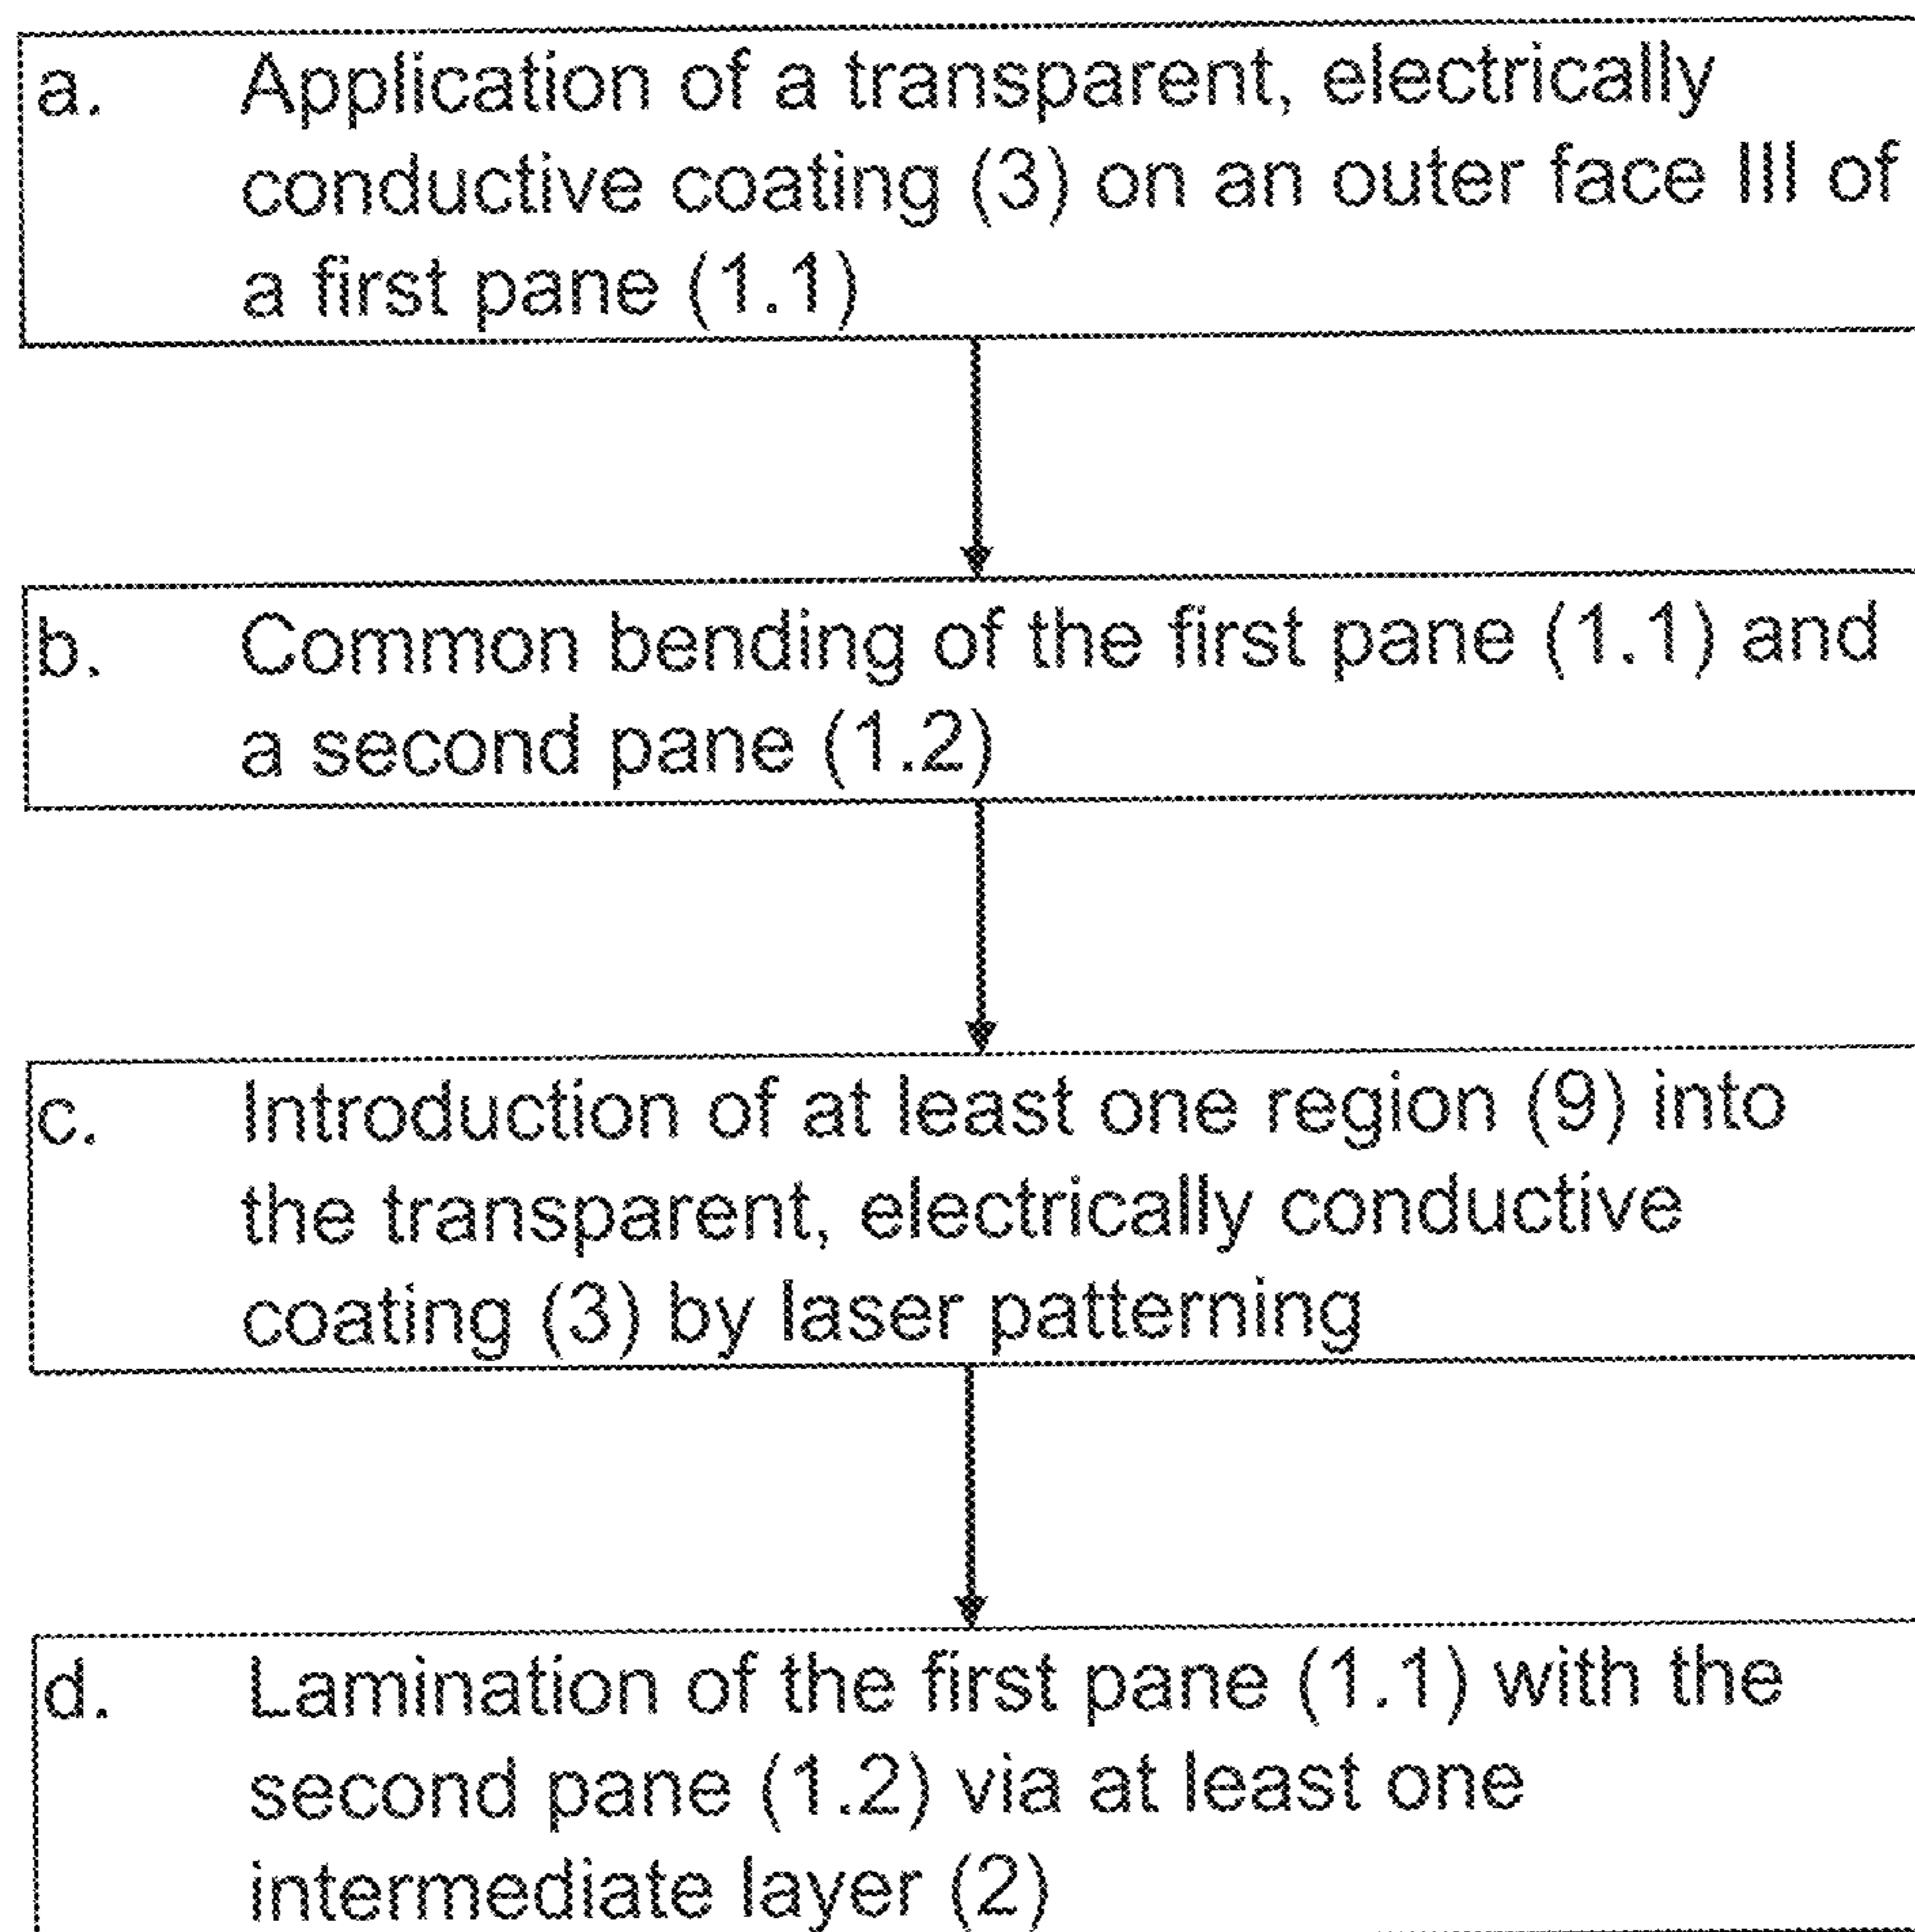 a. Application of a transparent, electrically
conductive coating (3) on an outer face III of
a first pane (1.1)
b. Common bending of the first pane (1.1) and
a second pane (1.2)
c. Introduction of at least one region (9) into
the transparent, electrically conductive
coating (3) by laser patterning
d. Lamination of the first pane (1.1) with the
second pane (1.2) via at least one
intermediate layer (2)